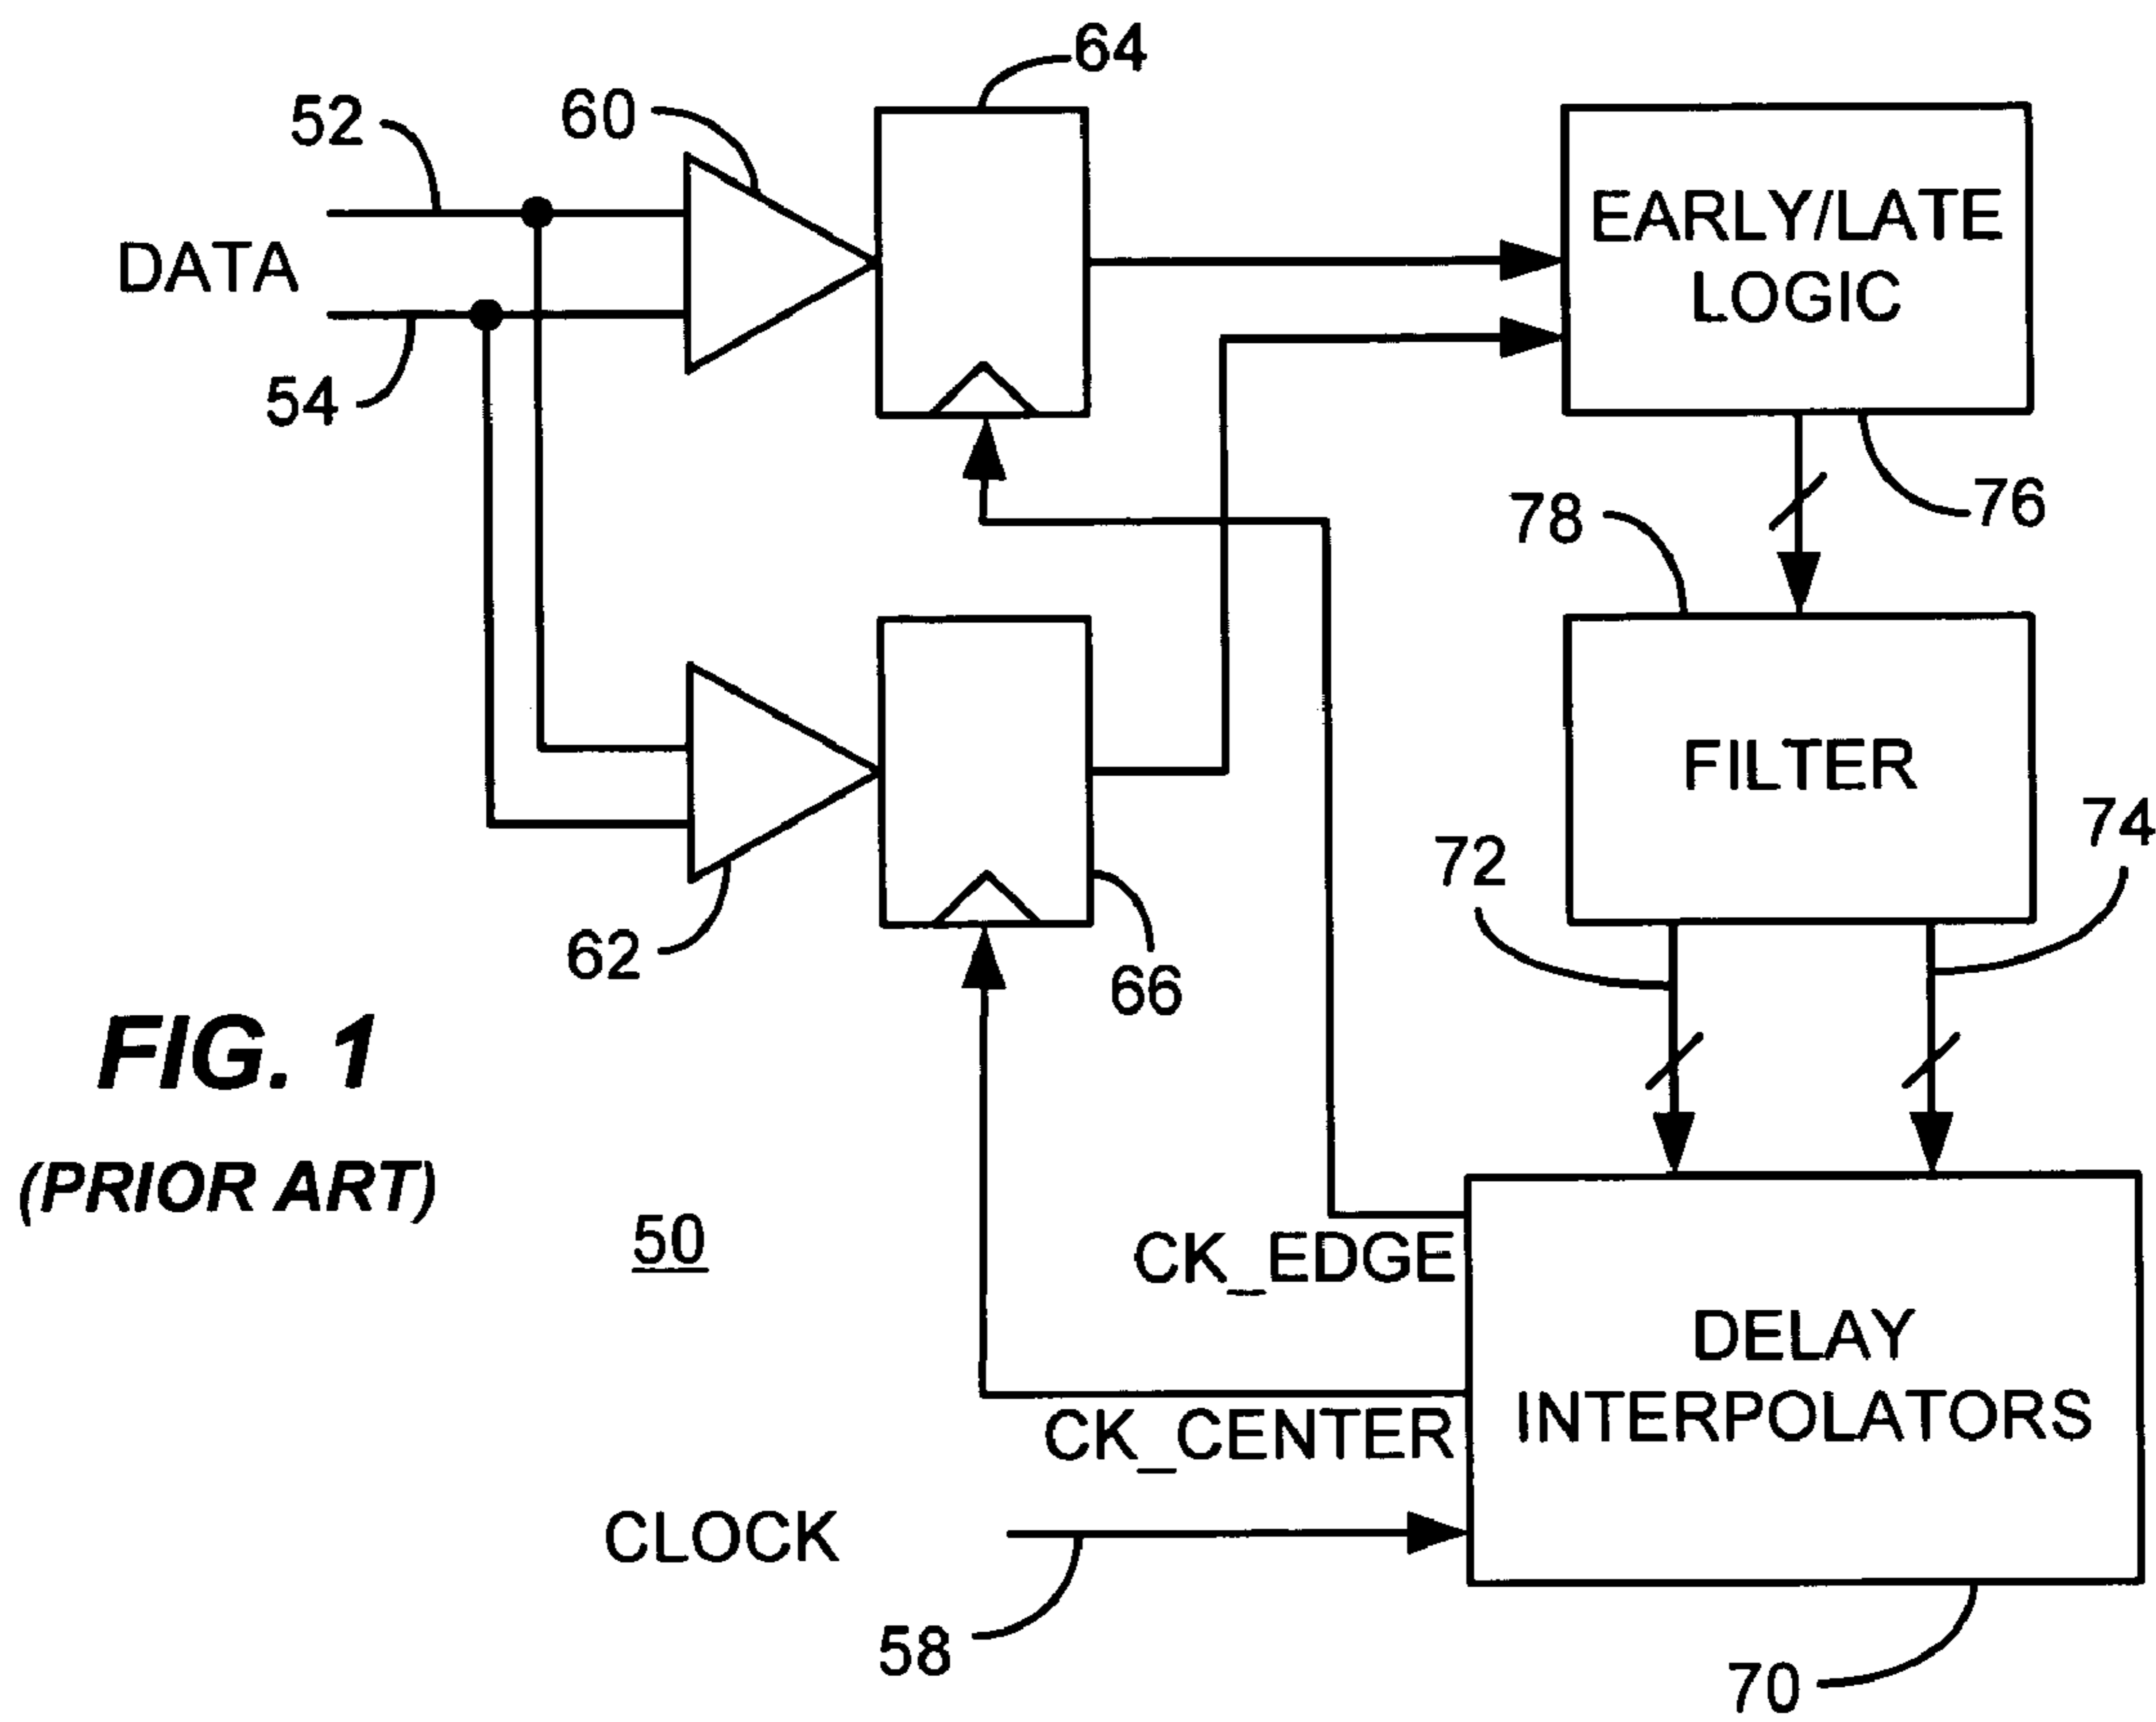 64
52
60
DATA
54
EARLY/LATE
LOGIC
76
78
FILTER
72
74
62
66
FIG. 1
(PRIOR ART)
50
CK_EDGE
DELAY
INTERPOLATORS
CK_CENTER
CLOCK
58
70